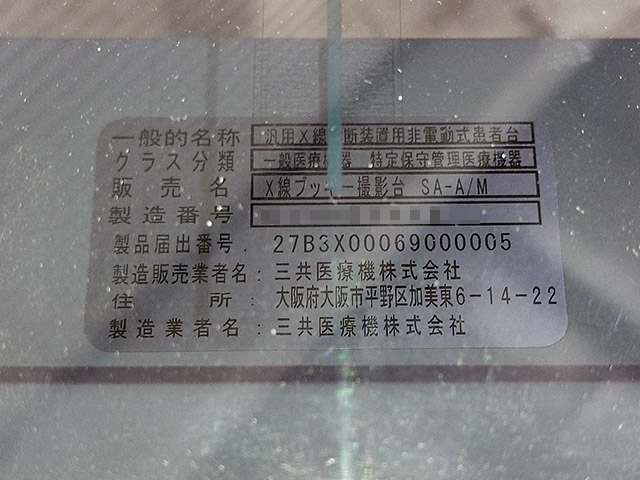 一般的名称 汎用X線 断装置用非電動式患者台
クラス分類 一般医療機器 特定保守管理医療機器
販売名 X線ブッキー撮影台 SA-A/M
製造番号
製品届出番号. 27B3X00069000005
製造販売業者名: 三共医療機株式会社
住所: 大阪府大阪市平野区加美東6-14-22
製造業者名: 三共医療機株式会社